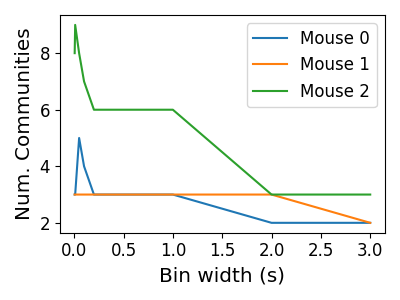 Mouse 0
Mouse 1
Mouse 2
Num. Communities
8
6
4
2
0.0 0.5 1.0 1.5 2.0 2.5 3.0
Bin width (s)